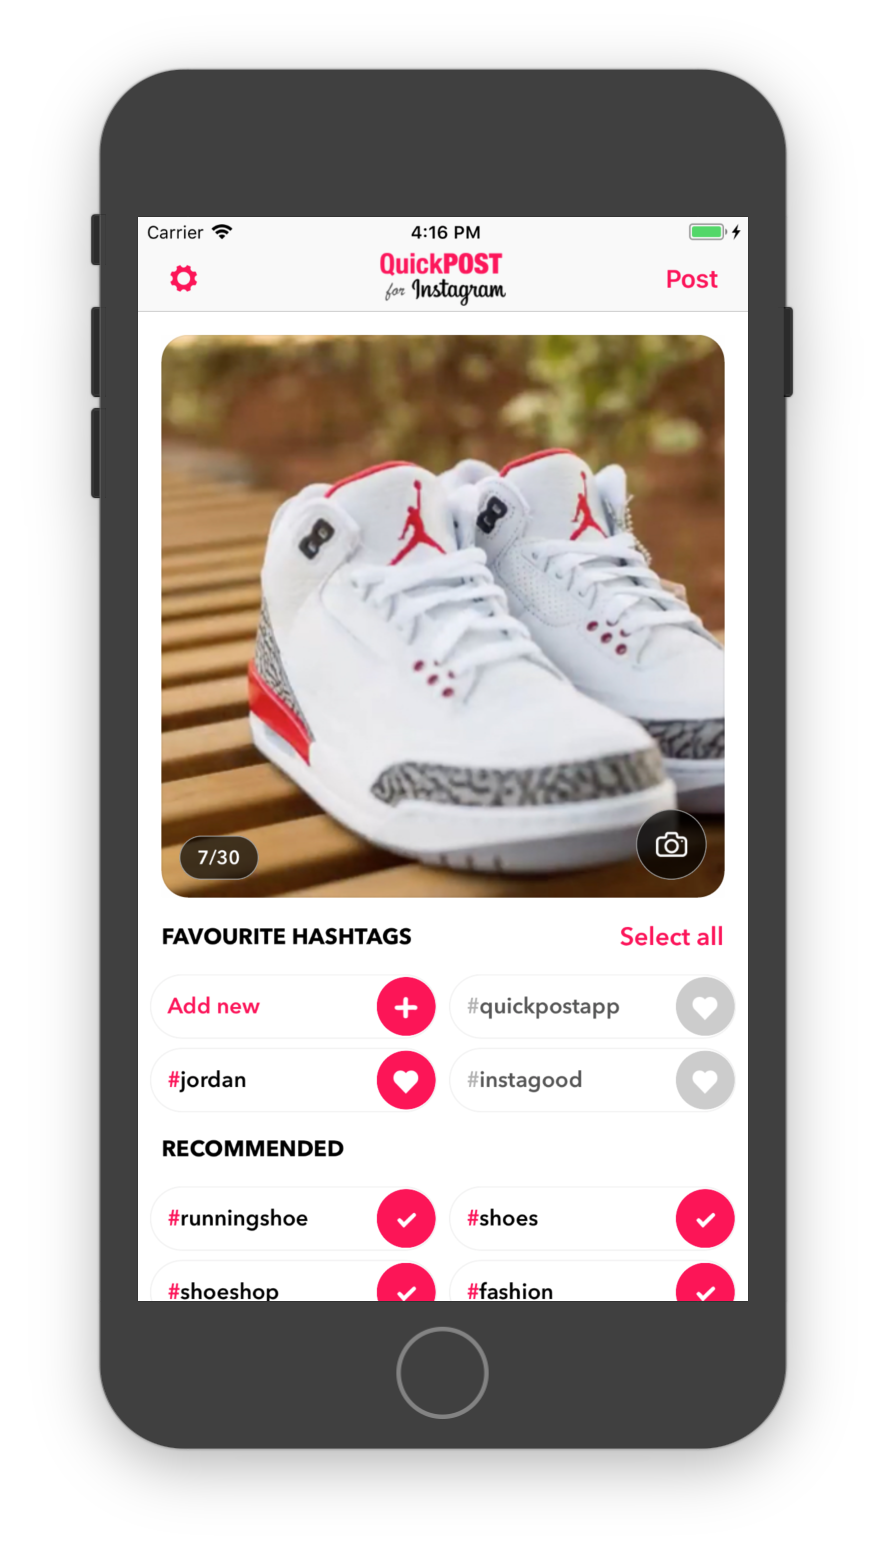 Carrier 4:16 PM
QuickPOST
for Instagram
Post
7/30
FAVOURITE HASHTAGS Select all
Add new #quickpostapp
#jordan #instagood
RECOMMENDED
#runningshoe #shoes
#shoeshop #fashion